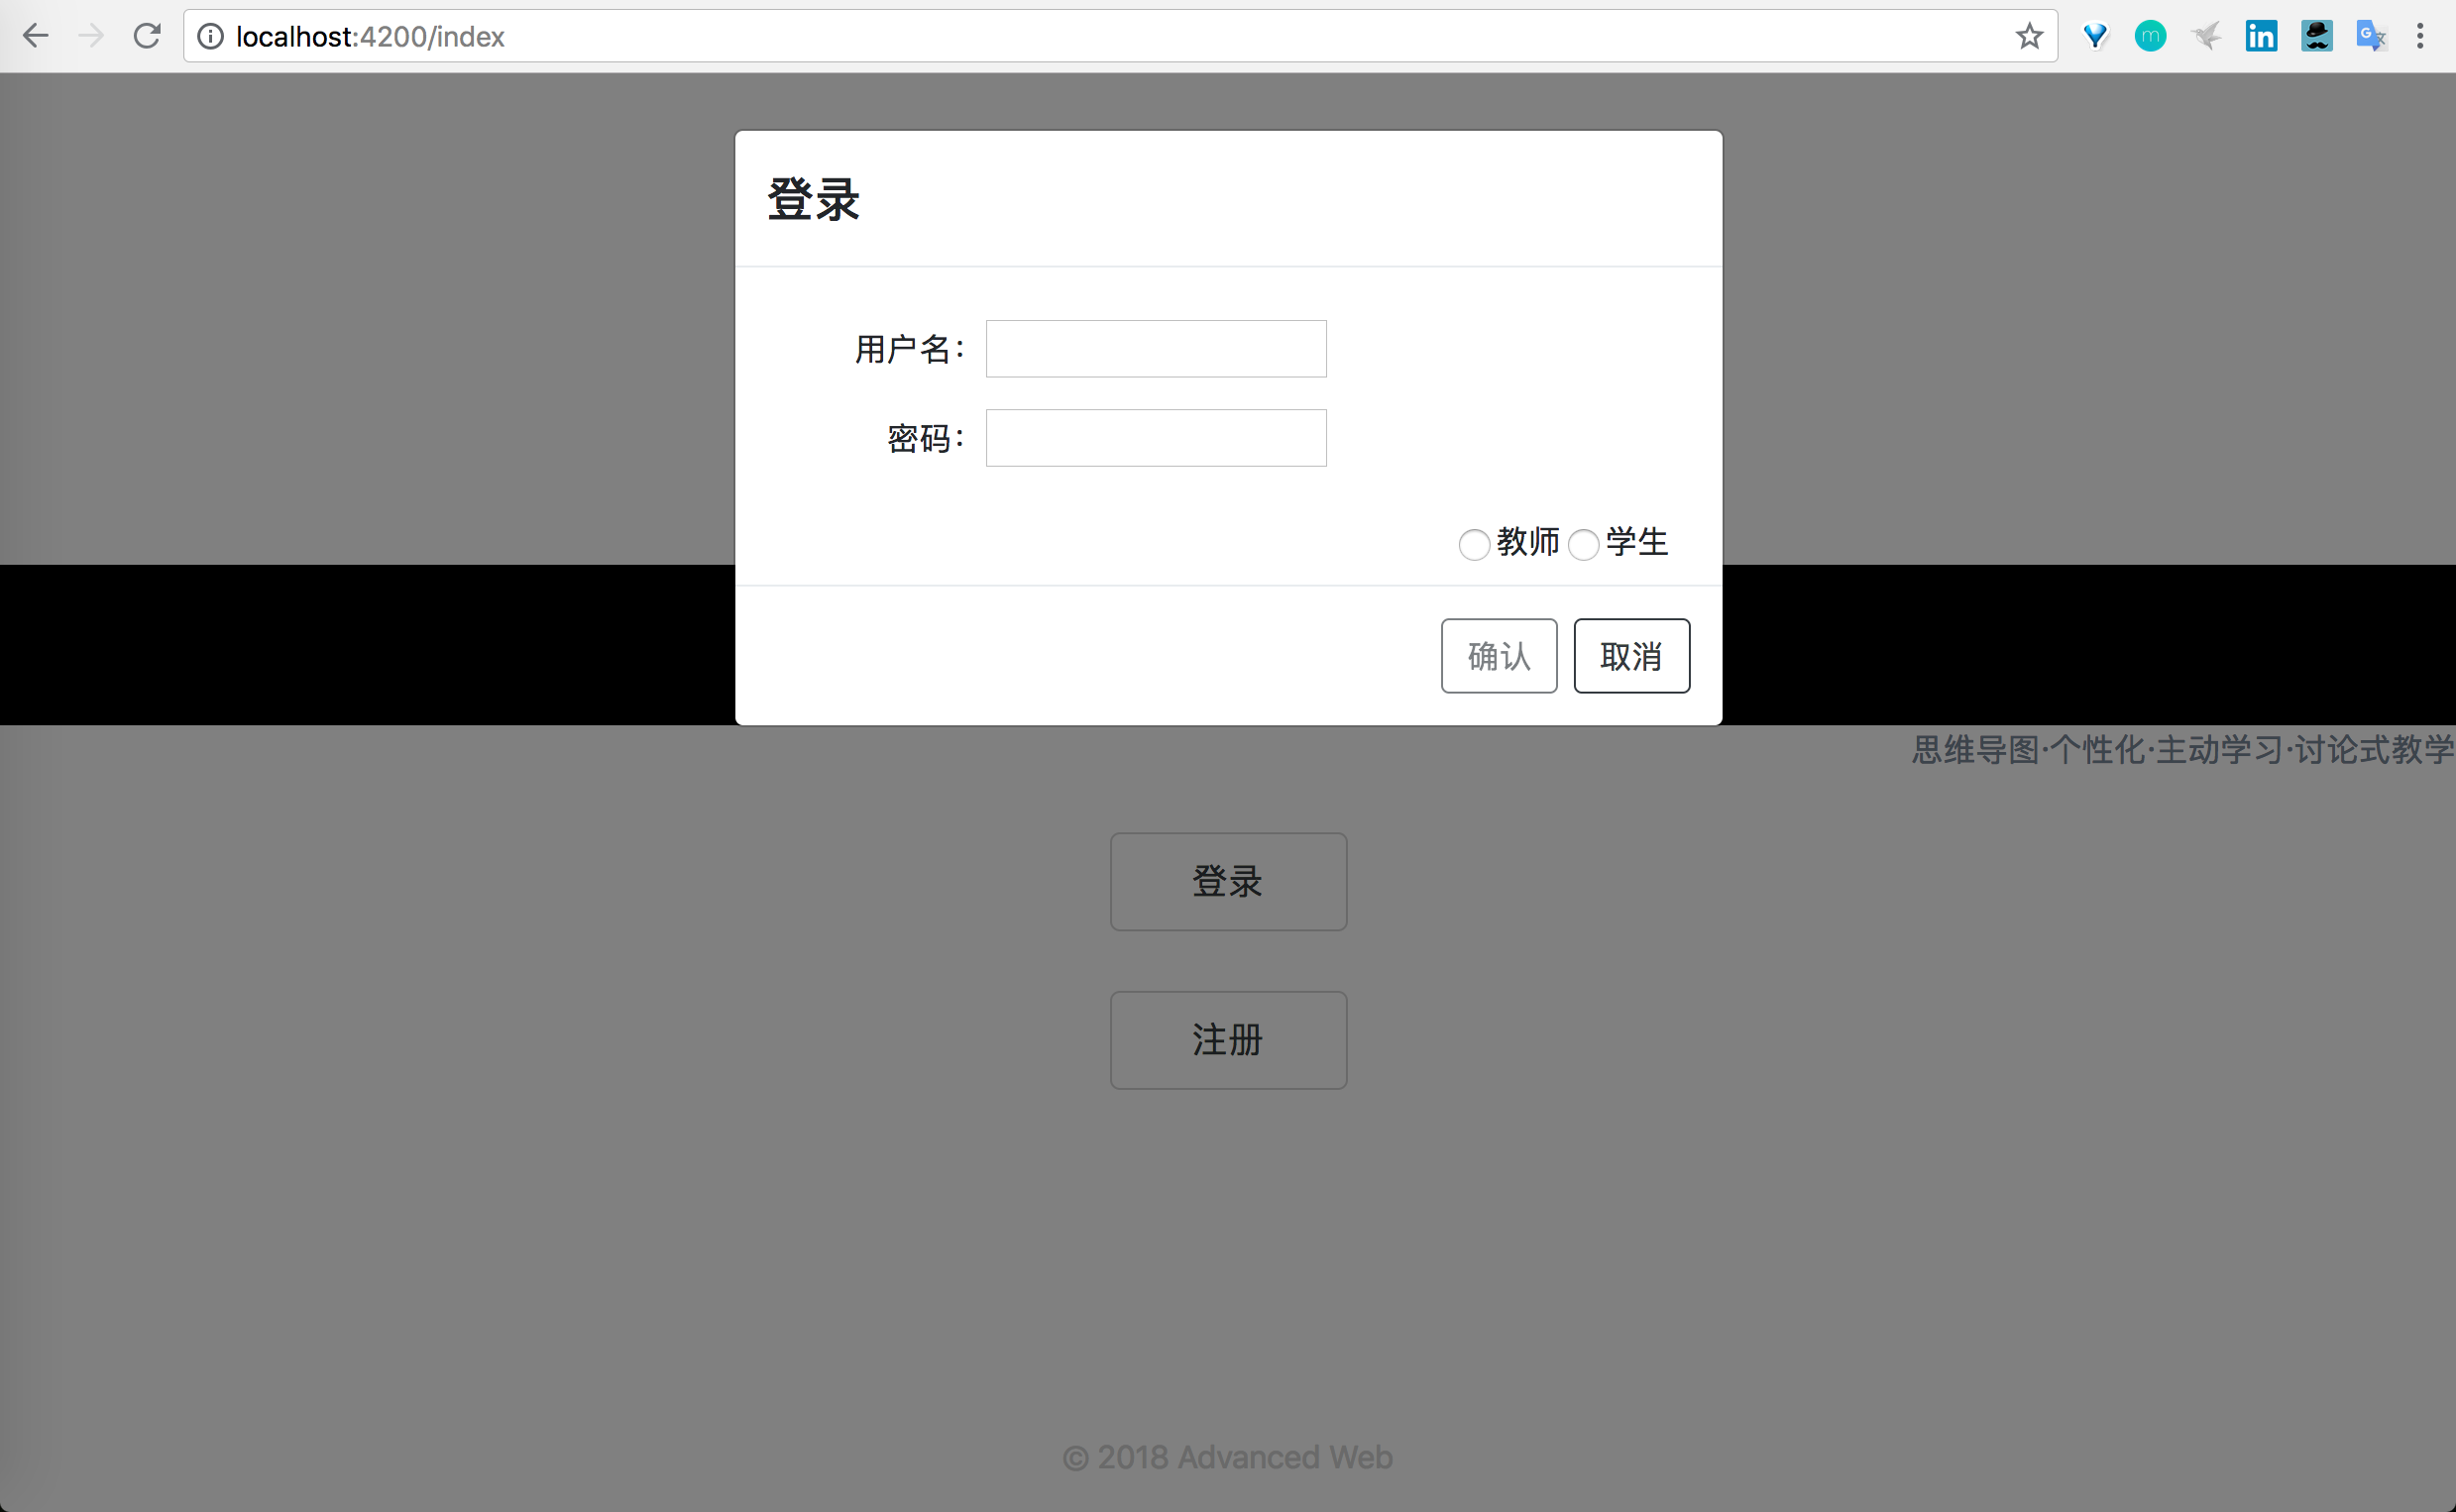 localhost:4200/index
登录
用户名：
密码：
教师 学生
确认 取消
思维导图·个性化·主动学习·讨论式教学
登录
注册
© 2018 Advanced Web